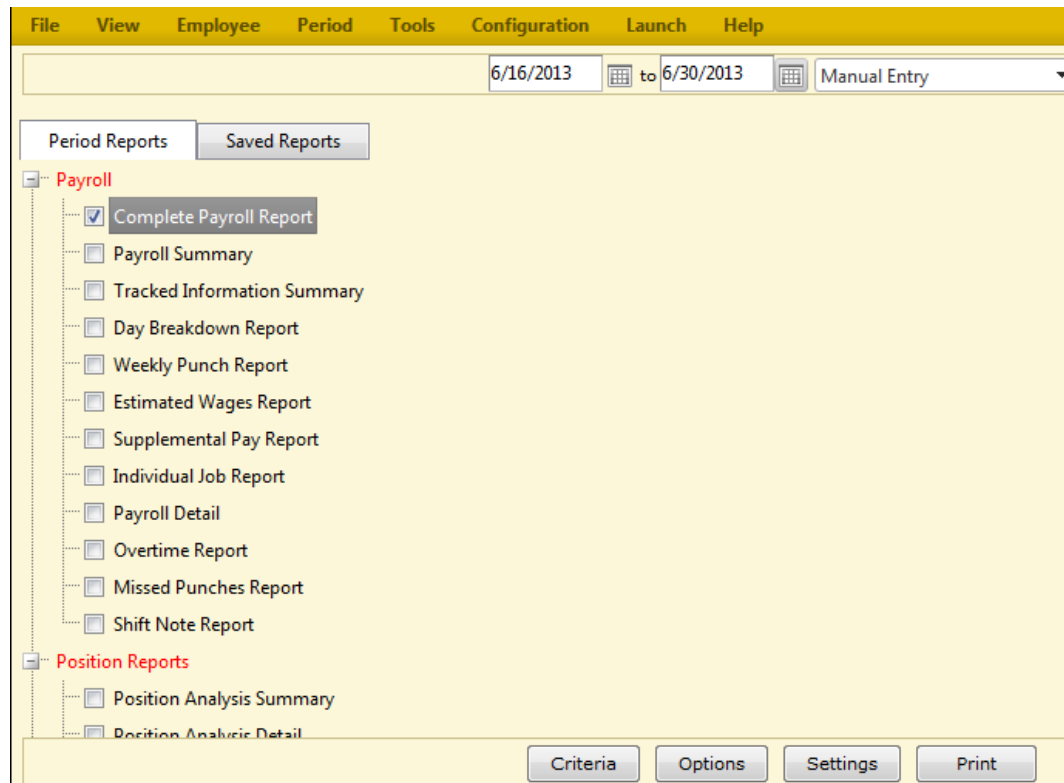 File View Employee Period Tools Configuration Launch Help
6/16/2013 to 6/30/2013 Manual Entry
Period Reports Saved Reports
Payroll
Complete Payroll Report
Payroll Summary
Tracked Information Summary
Day Breakdown Report
Weekly Punch Report
Estimated Wages Report
Supplemental Pay Report
Individual Job Report
Payroll Detail
Overtime Report
Missed Punches Report
Shift Note Report
Position Reports
Position Analysis Summary
Position Analysis Detail
Criteria Options Settings Print